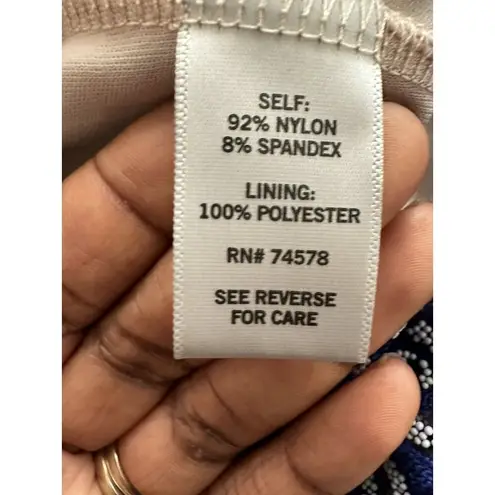 SELF:
92% NYLON
8% SPANDEX
LINING:
100% POLYESTER
RN# 74578
SEE REVERSE
FOR CARE